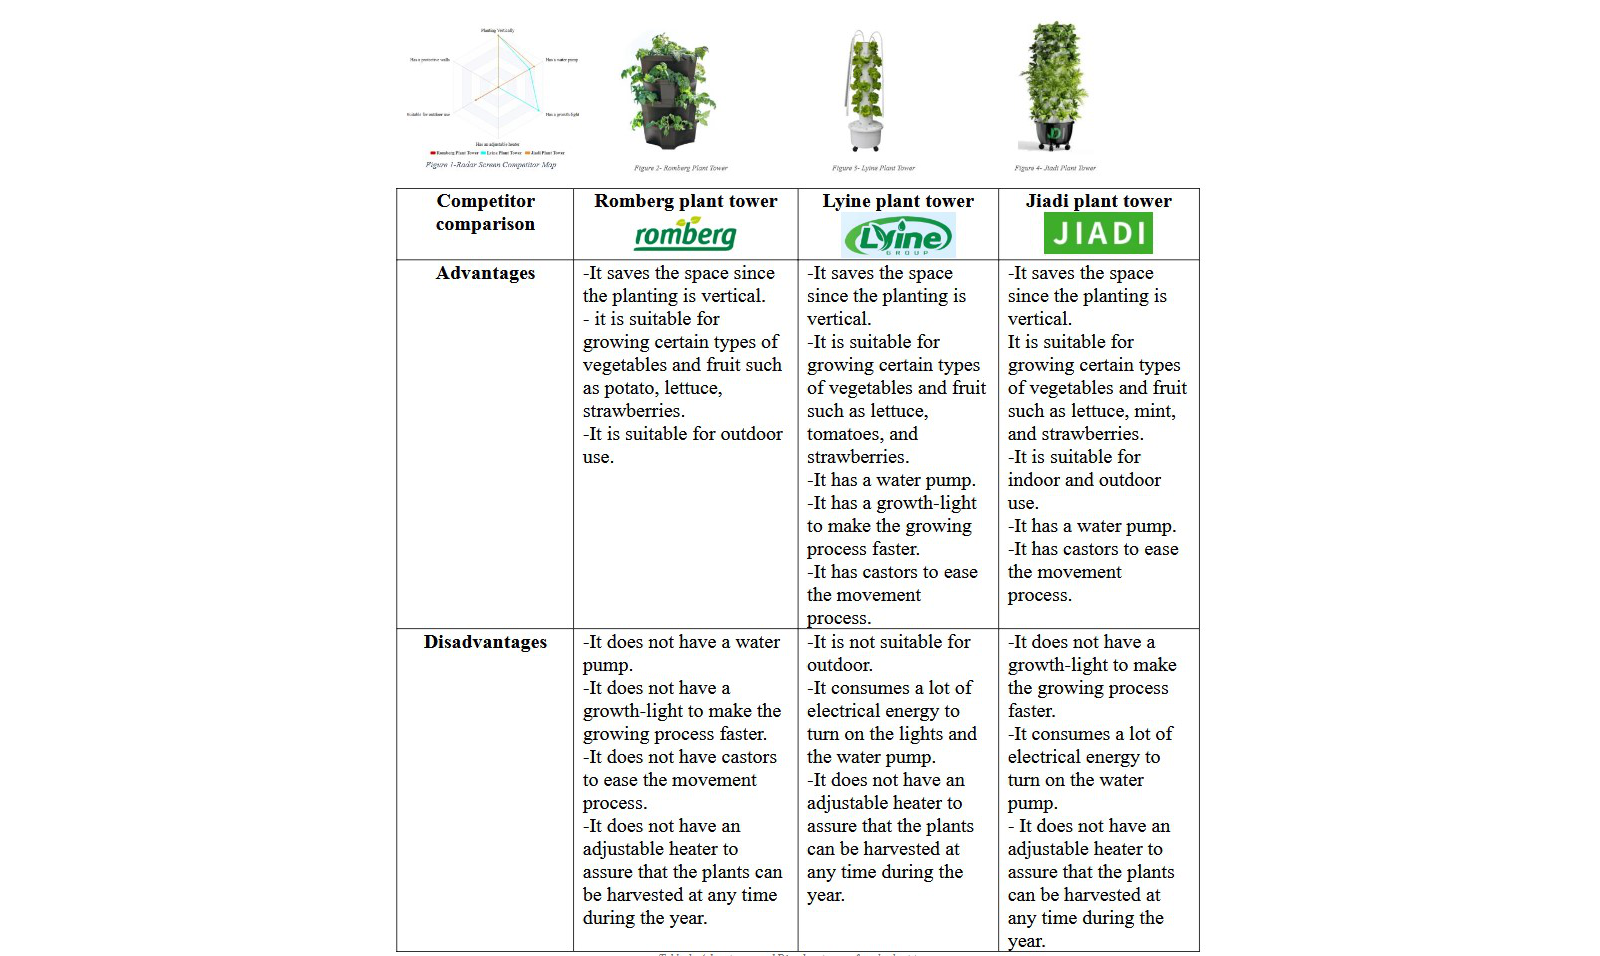 Planting Vertically
Has a protective walls
Has a water pump
Suitable for outdoor use
Has a growth-light
Has an adjustable heater
Romberg Plant Tower Lyine Plant Tower Jiadi Plant Tower
Figure 1-Radar Screen Competitor Map
Figure 2- Romberg Plant Tower
Figure 3- Lyine Plant Tower
Figure 4- Jiadi Plant Tower
Competitor
comparison
Romberg plant tower
romberg
Lyine plant tower
Lyine
GROUP
Jiadi plant tower
JIADI
Advantages
-It saves the space since
the planting is vertical.
- it is suitable for
growing certain types of
vegetables and fruit such
as potato, lettuce,
strawberries.
-It is suitable for outdoor
use.
-It saves the space
since the planting is
vertical.
-It is suitable for
growing certain types
of vegetables and fruit
such as lettuce,
tomatoes, and
strawberries.
-It has a water pump.
-It has a growth-light
to make the growing
process faster.
-It has castors to ease
the movement
process.
-It saves the space
since the planting is
vertical.
It is suitable for
growing certain types
of vegetables and fruit
such as lettuce, mint,
and strawberries.
-It is suitable for
indoor and outdoor
use.
-It has a water pump.
-It has castors to ease
the movement
process.
Disadvantages
-It does not have a water
pump.
-It does not have a
growth-light to make the
growing process faster.
-It does not have castors
to ease the movement
process.
-It does not have an
adjustable heater to
assure that the plants can
be harvested at any time
during the year.
-It is not suitable for
outdoor.
-It consumes a lot of
electrical energy to
turn on the lights and
the water pump.
-It does not have an
adjustable heater to
assure that the plants
can be harvested at
any time during the
year.
-It does not have a
growth-light to make
the growing process
faster.
-It consumes a lot of
electrical energy to
turn on the water
pump.
- It does not have an
adjustable heater to
assure that the plants
can be harvested at
any time during the
year.